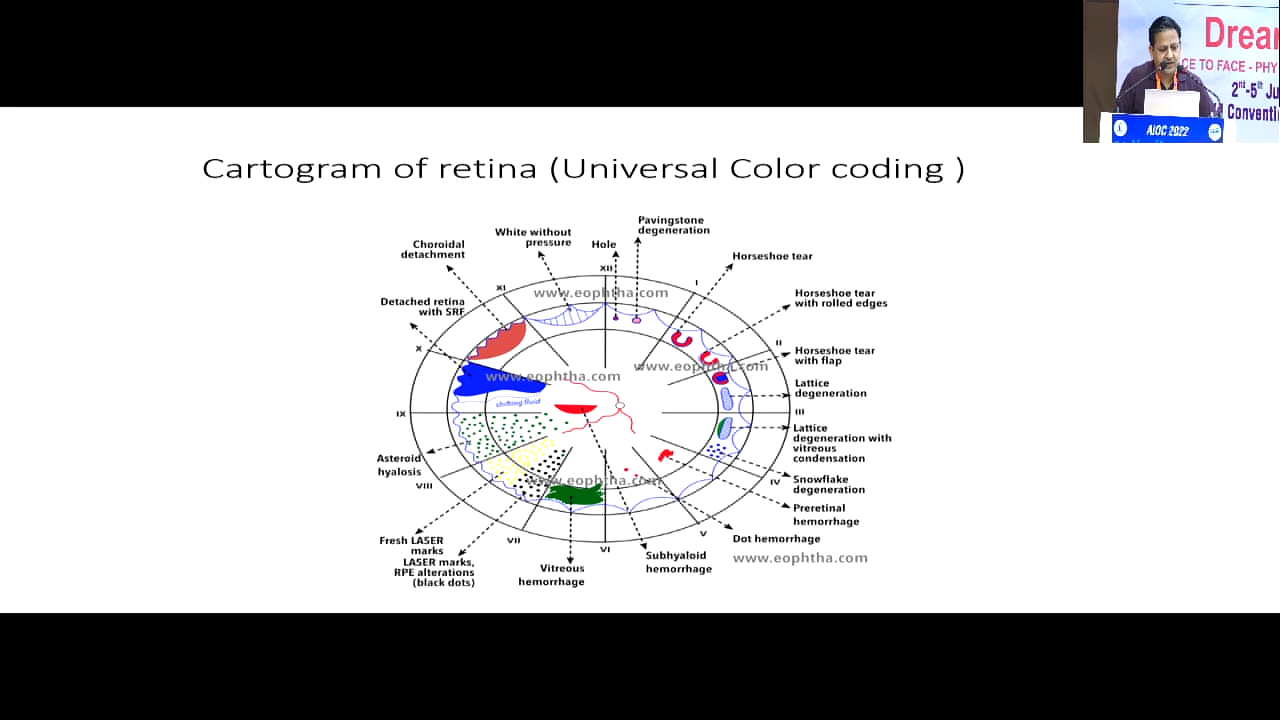 Drea
CE TO FACE - PHY
2nd-5th Ju
Conventi
AIOC 2022
Cartogram of retina (Universal Color coding )
Pavingstone
degeneration
White without
pressure
Hole
Choroidal
detachment
Horseshoe tear
XII
XI
I
www.eophtha.com
Detached retina
with SRF
Horseshoe tear
with rolled edges
X
II
Horseshoe tear
with flap
www.eophtha.com
www.eophtha.com
Lattice
degeneration
shifting fluid
IX
III
Lattice
degeneration with
vitreous
condensation
Asteroid
hyalosis
VIII
IV
www.eophtha.com
Snowflake
degeneration
Preretinal
hemorrhage
Fresh LASER
marks
VII
VI
V
Dot hemorrhage
LASER marks,
RPE alterations
(black dots)
Vitreous
hemorrhage
Subhyaloid
hemorrhage
www.eophtha.com